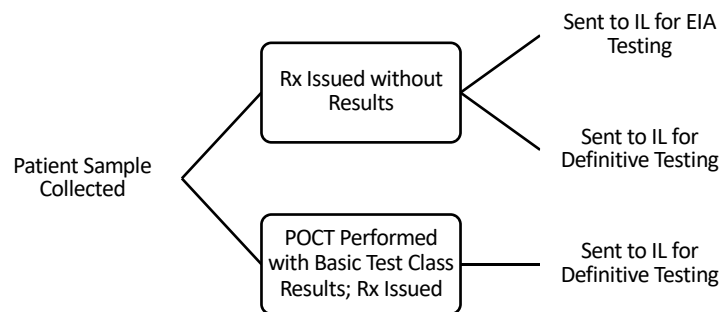 Sent to IL for EIA
Testing
Rx Issued without
Results
Sent to IL for
Definitive Testing
Patient Sample
Collected
POCT Performed
with Basic Test Class
Results; Rx Issued
Sent to IL for
Definitive Testing